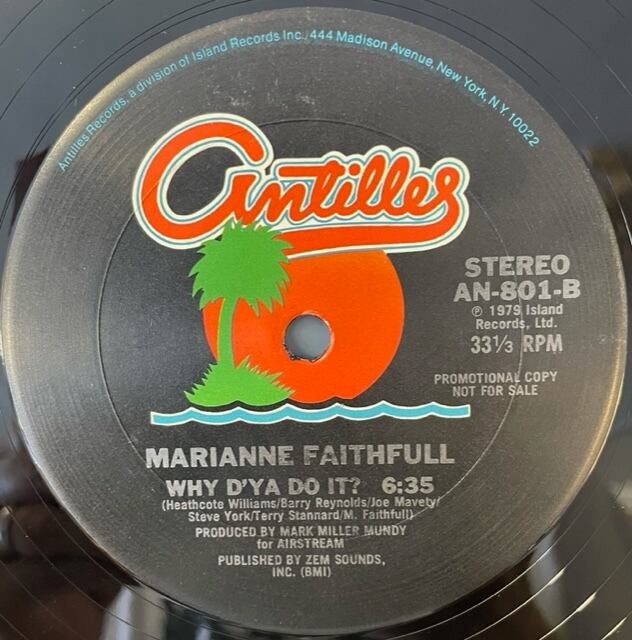 Antilles Records, a division of Island Records Inc. 444 Madison Avenue, New York, N.Y. 10022
Antilles
STEREO
AN-801-B
℗ 1979 Island
Records, Ltd.
33⅓ RPM
PROMOTIONAL COPY
NOT FOR SALE
MARIANNE FAITHFULL
WHY D'YA DO IT? 6:35
(Heathcote Williams/Barry Reynolds/Joe Mavety/
Steve York/Terry Stannard/M. Faithfull)
PRODUCED BY MARK MILLER MUNDY
for AIRSTREAM
PUBLISHED BY ZEM SOUNDS,
INC. (BMI)